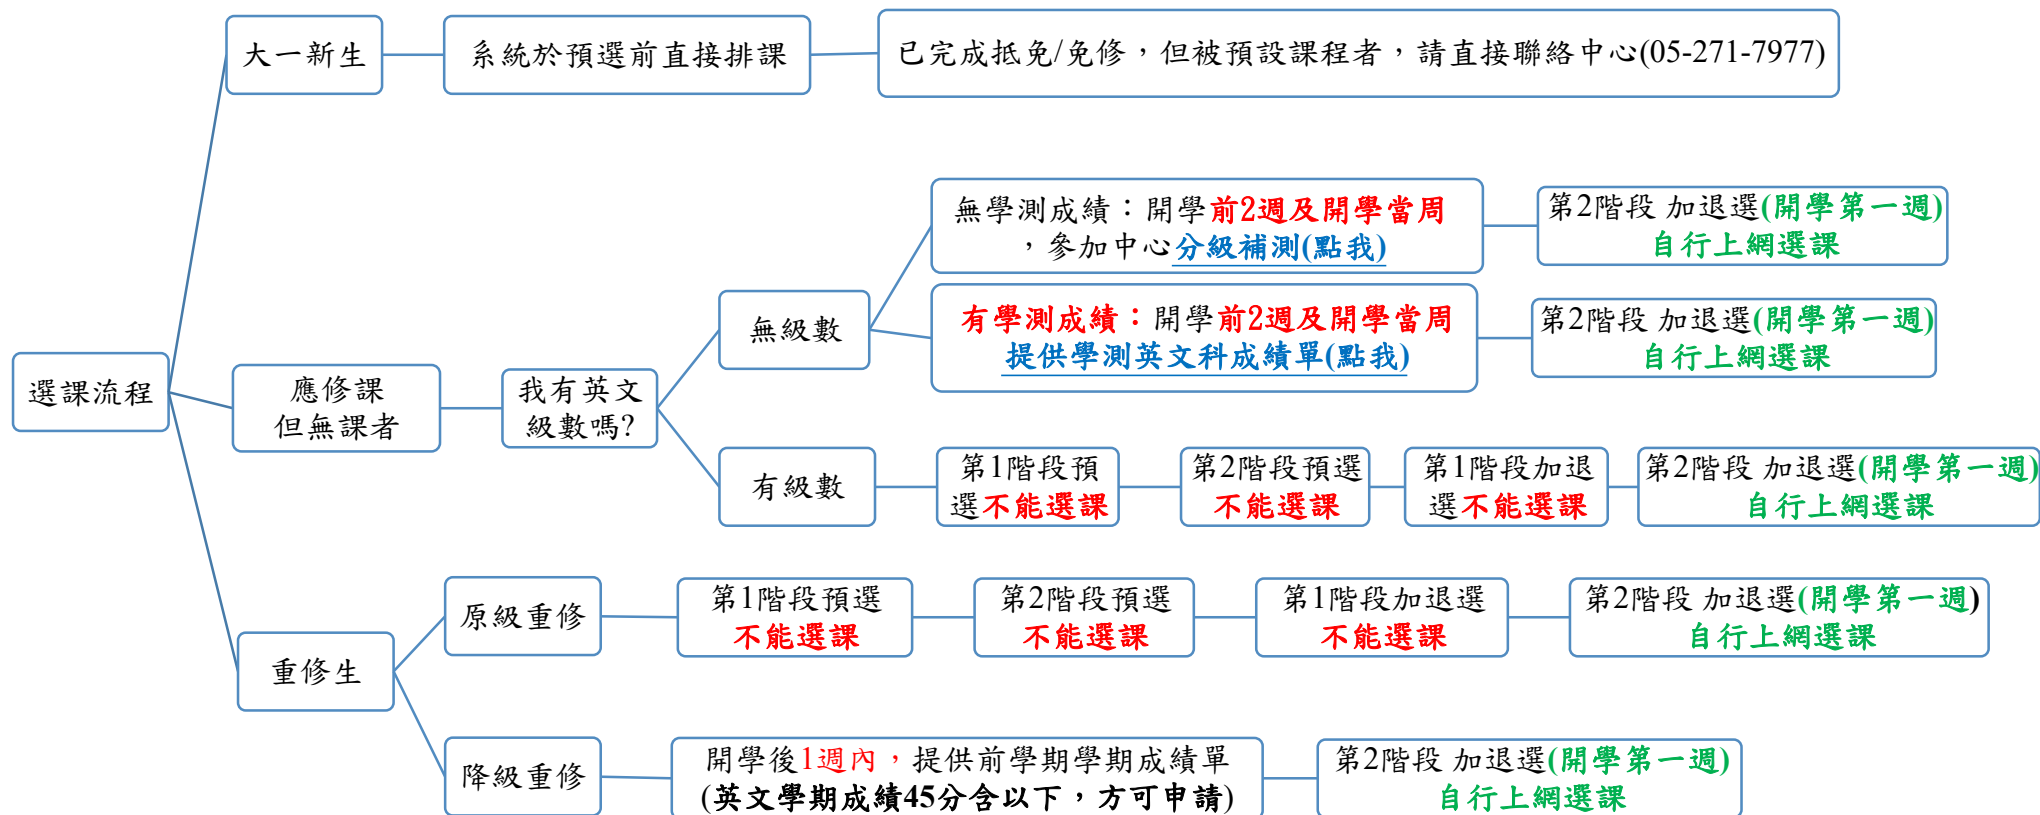 大一新生
系統於預選前直接排課
已完成抵免/免修，但被預設課程者，請直接聯絡中心(05-271-7977)
無學測成績：開學前2週及開學當周
，參加中心分級補測(點我)
第2階段 加退選(開學第一週)
自行上網選課
無級數
有學測成績：開學前2週及開學當周
提供學測英文科成績單(點我)
第2階段 加退選(開學第一週)
自行上網選課
選課流程
應修課
但無課者
我有英文
級數嗎?
有級數
第1階段預
選不能選課
第2階段預選
不能選課
第1階段加退
選不能選課
第2階段 加退選(開學第一週)
自行上網選課
重修生
原級重修
第1階段預選
不能選課
第2階段預選
不能選課
第1階段加退選
不能選課
第2階段 加退選(開學第一週)
自行上網選課
降級重修
開學後1週內，提供前學期學期成績單
(英文學期成績45分含以下，方可申請)
第2階段 加退選(開學第一週)
自行上網選課